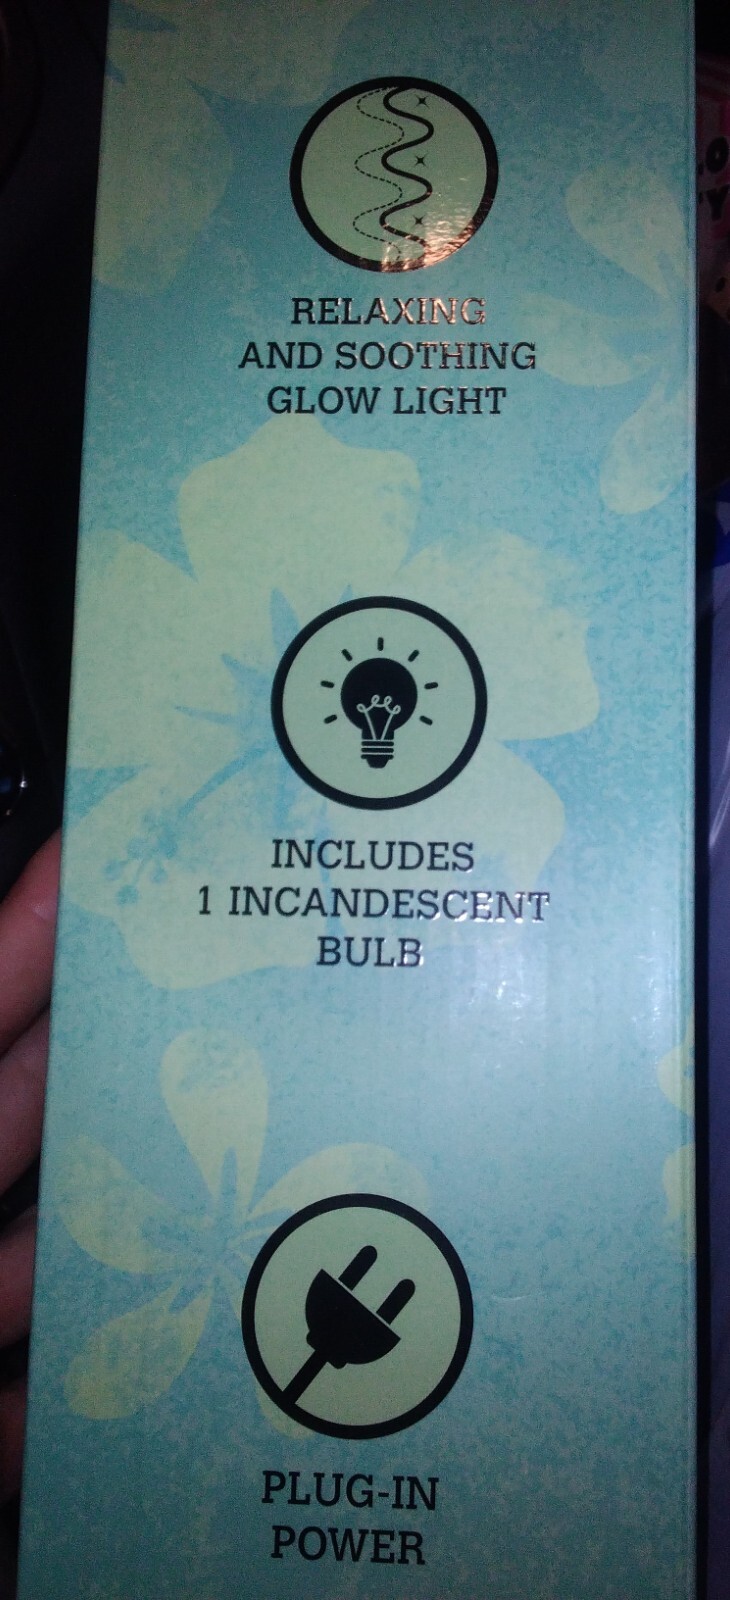 RELAXING
AND SOOTHING
GLOW LIGHT
INCLUDES
1 INCANDESCENT
BULB
PLUG-IN
POWER